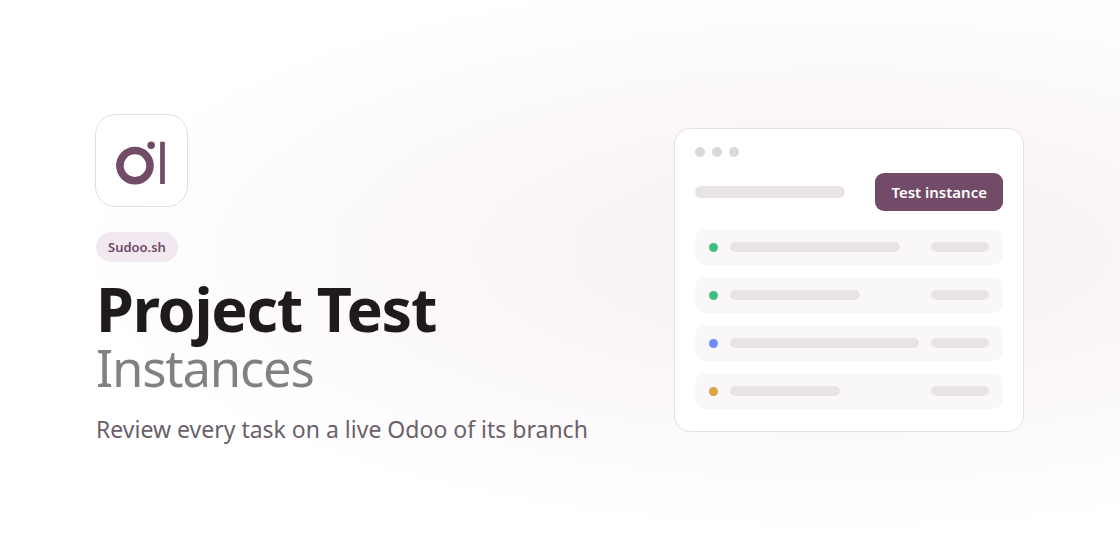 Sudoo.sh
Project Test
Instances
Review every task on a live Odoo of its branch
Test instance